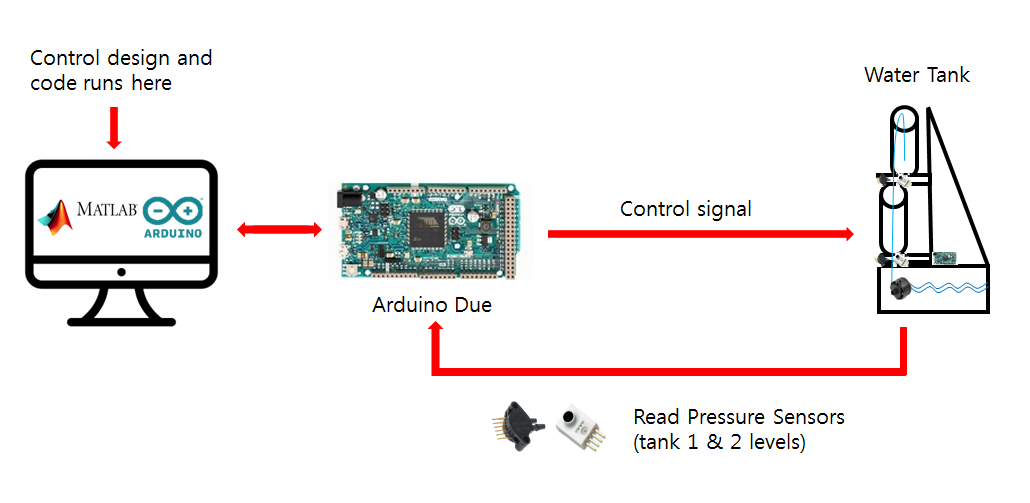 Control design and
code runs here
MATLAB
ARDUINO
Arduino Due
Control signal
Water Tank
Read Pressure Sensors
(tank 1 & 2 levels)